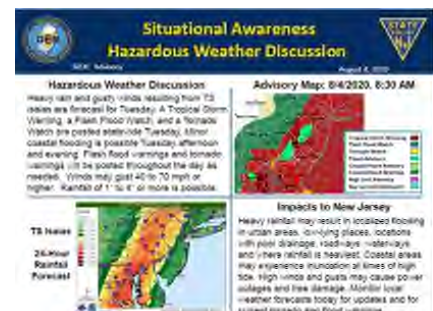 Situational Awareness
Hazardous Weather Discussion
August 4, 2020
Hazardous Weather Discussion
Heavy rain and gusty winds resulting from TS
Isaias are forecast for Tuesday. A Tropical Storm
Warning, a Flash Flood Watch, and a Tornado
Watch are posted statewide Tuesday. Minor
coastal flooding is possible Tuesday afternoon
and evening. Flash flood warnings and tornado
warnings will be posted throughout the day as
needed. Winds may gust 40 to 70 mph or
higher. Rainfall of 1" to 6" or more is possible.
TS Isaias
24-Hour
Rainfall
Forecast
Advisory Map: 8/4/2020, 8:30 AM
Impacts to New Jersey
Heavy rainfall may result in localized flooding
in urban areas, low-lying places, locations
with poor drainage, roadways, waterways
and where rainfall is heaviest. Coastal areas
may experience inundation at times of high
tide. High winds and gusts may cause power
outages and tree damage. Monitor local
weather forecasts today for updates and for